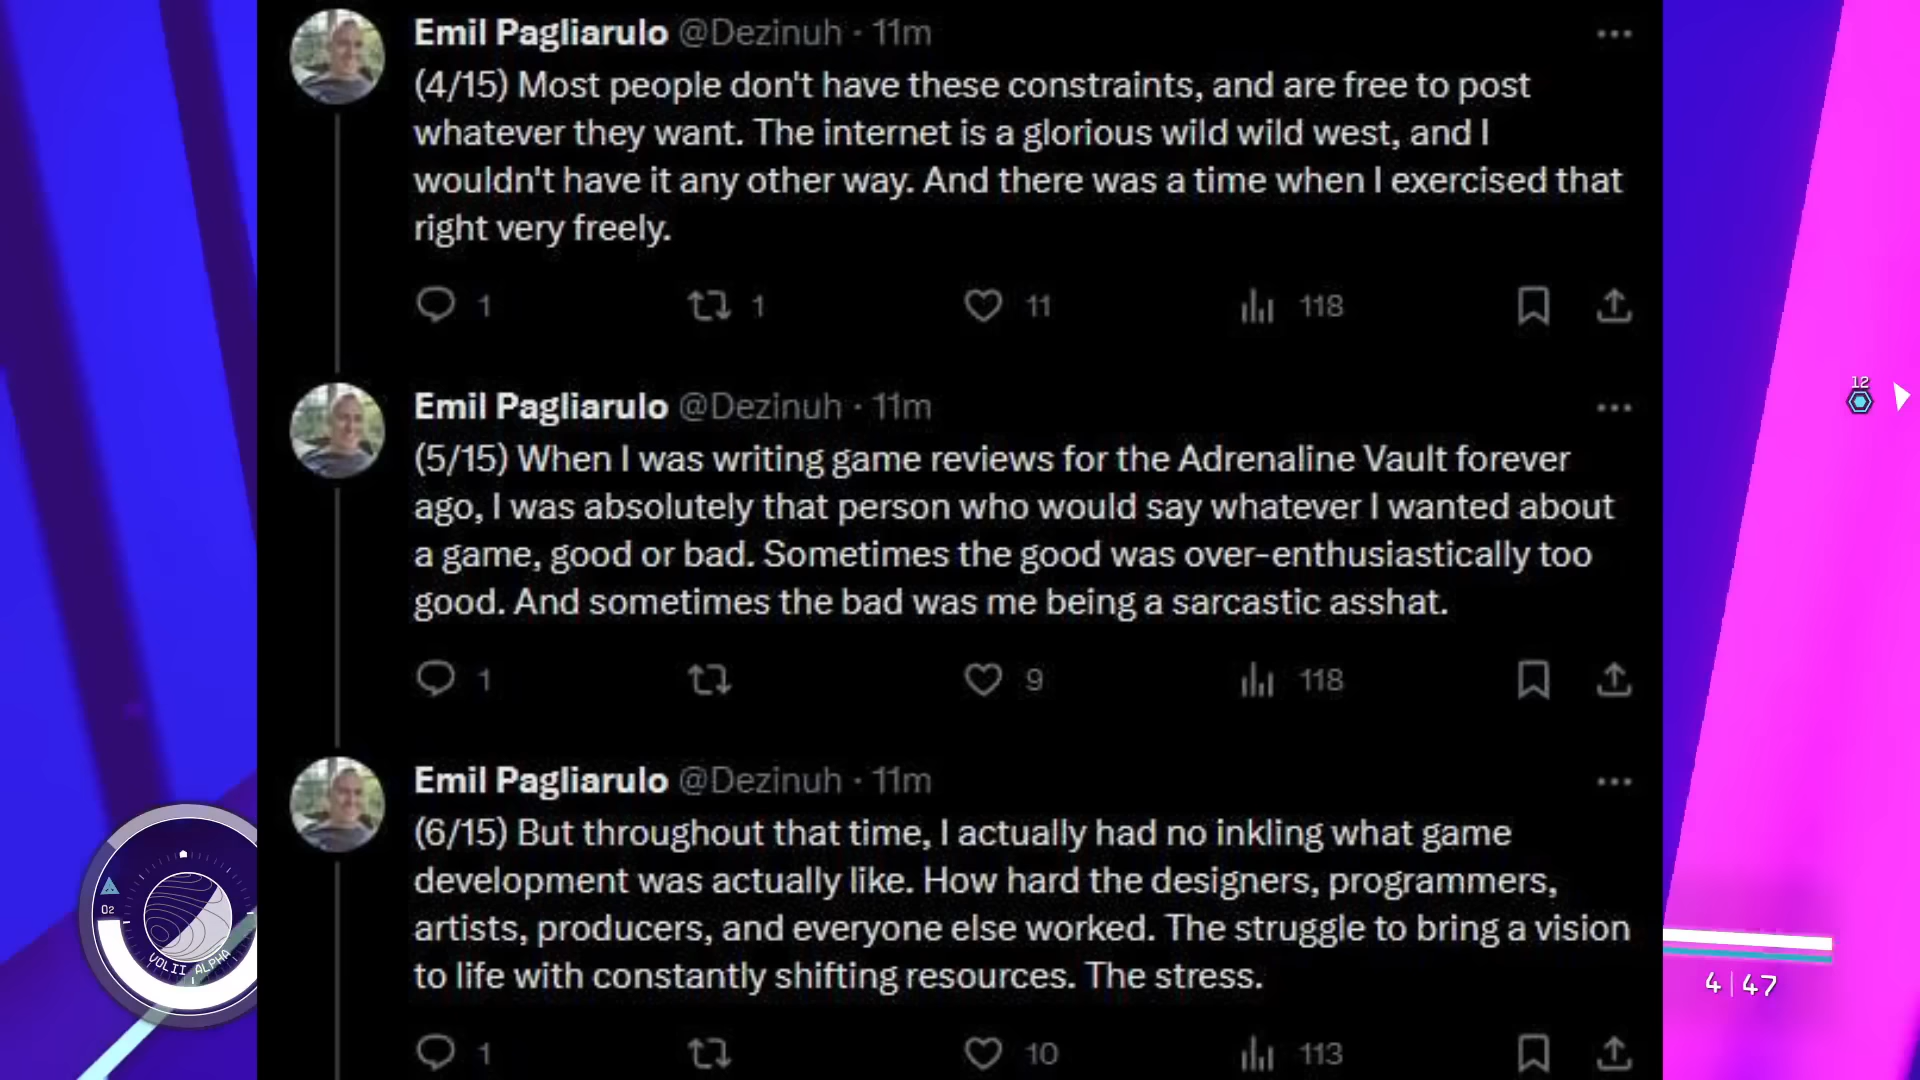 Emil Pagliarulo @Dezinuh · 11m
(4/15) Most people don't have these constraints, and are free to post
whatever they want. The internet is a glorious wild wild west, and I
wouldn't have it any other way. And there was a time when I exercised that
right very freely.
1 1 11 118
12
Emil Pagliarulo @Dezinuh · 11m
(5/15) When I was writing game reviews for the Adrenaline Vault forever
ago, I was absolutely that person who would say whatever I wanted about
a game, good or bad. Sometimes the good was over-enthusiastically too
good. And sometimes the bad was me being a sarcastic asshat.
1 9 118
Emil Pagliarulo @Dezinuh · 11m
(6/15) But throughout that time, I actually had no inkling what game
development was actually like. How hard the designers, programmers,
artists, producers, and everyone else worked. The struggle to bring a vision
to life with constantly shifting resources. The stress.
1 10 113
O2
VOLII ALPHA
4 | 47